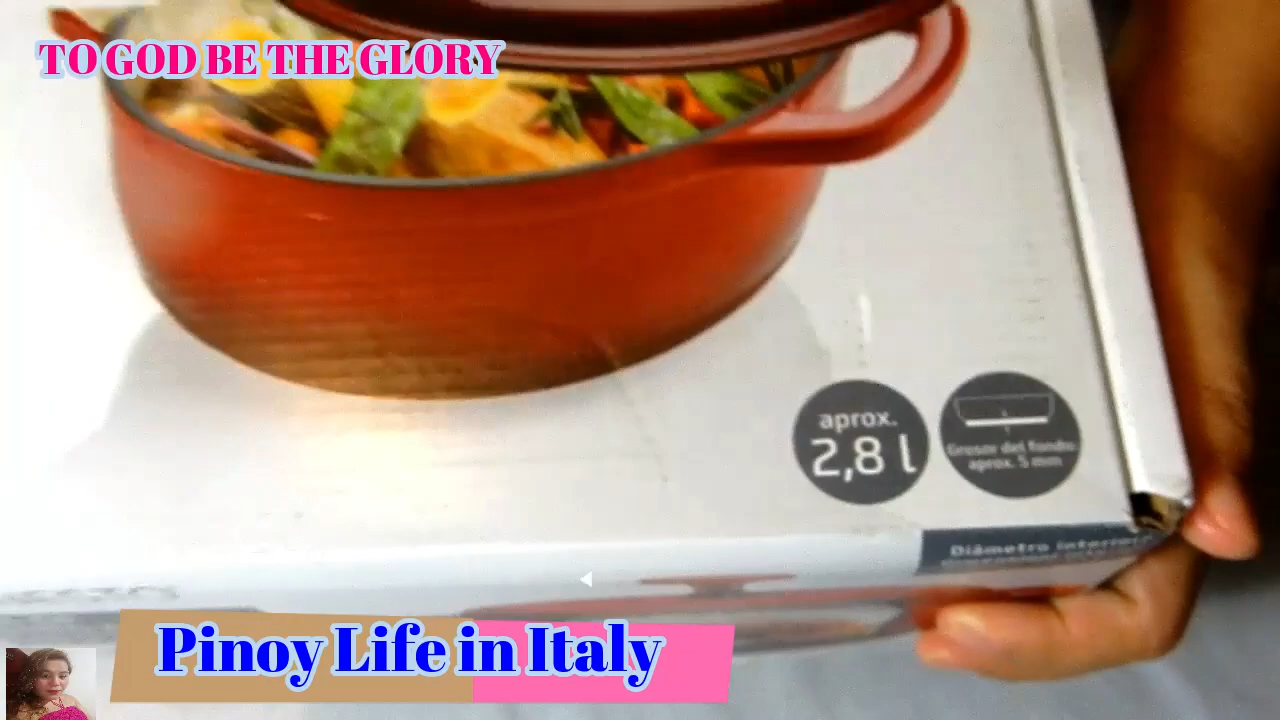 TO GOD BE THE GLORY
aprox.
2,8 l
Grosor del fondo
aprox. 5 mm
Diámetro interior:
Pinoy Life in Italy